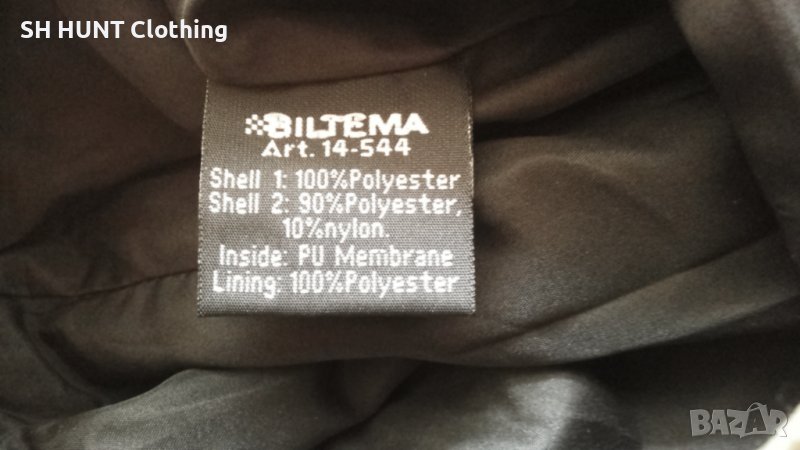 SH HUNT Clothing
BILTEMA
Art. 14-544
Shell 1: 100%Polyester
Shell 2: 90%Polyester,
10%nylon.
Inside: PU Membrane
Lining: 100%Polyester
BAZAR